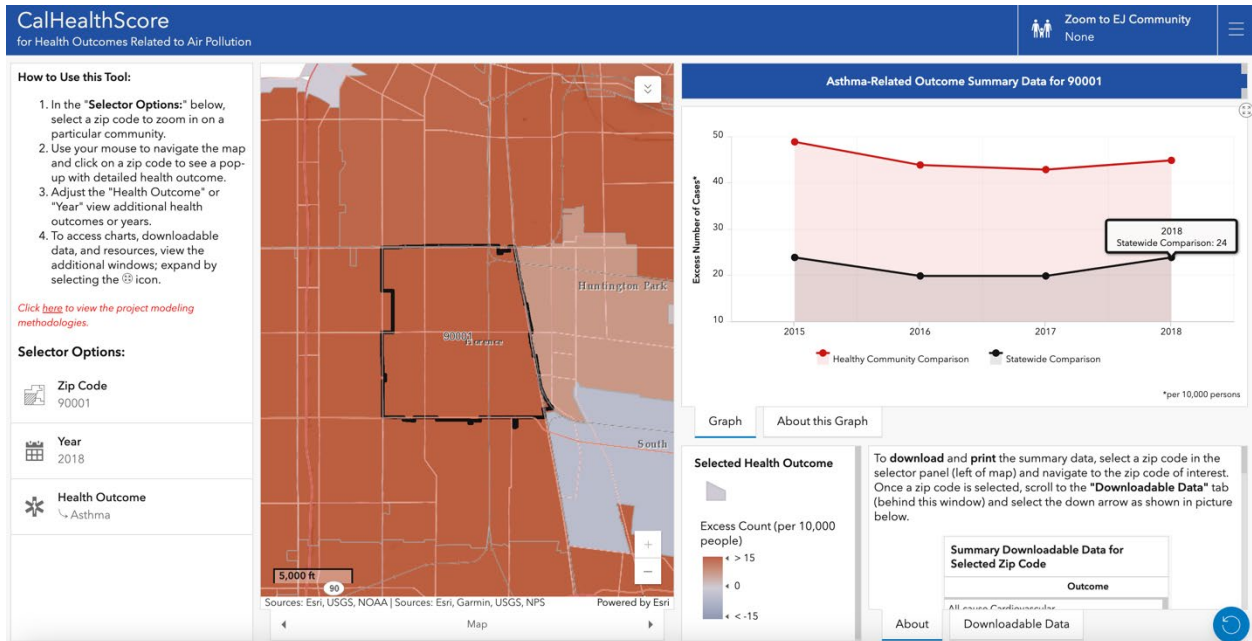 CalHealthScore
for Health Outcomes Related to Air Pollution
Zoom to EJ Community
None
How to Use this Tool:
1. In the "Selector Options:" below,
select a zip code to zoom in on a
particular community.
2. Use your mouse to navigate the map
and click on a zip code to see a pop-
up with detailed health outcome.
3. Adjust the "Health Outcome" or
"Year" view additional health
outcomes or years.
4. To access charts, downloadable
data, and resources, view the
additional windows; expand by
selecting the icon.
Click here to view the project modeling
methodologies.
Selector Options:
Zip Code
90001
Year
2018
Health Outcome
Asthma
Huntington Park
90001
Florence
South
5,000 ft
90
Sources: Esri, USGS, NOAA | Sources: Esri, Garmin, USGS, NPS
Powered by Esri
Map
Asthma-Related Outcome Summary Data for 90001
Excess Number of Cases*
50
40
30
20
10
2018
Statewide Comparison: 24
2015
2016
2017
2018
Healthy Community Comparison
Statewide Comparison
*per 10,000 persons
Graph
About this Graph
Selected Health Outcome
Excess Count (per 10,000
people)
> 15
0
< -15
To download and print the summary data, select a zip code in the
selector panel (left of map) and navigate to the zip code of interest.
Once a zip code is selected, scroll to the "Downloadable Data" tab
(behind this window) and select the down arrow as shown in picture
below.
Summary Downloadable Data for
Selected Zip Code
Outcome
All-cause Cardiovascular
About
Downloadable Data